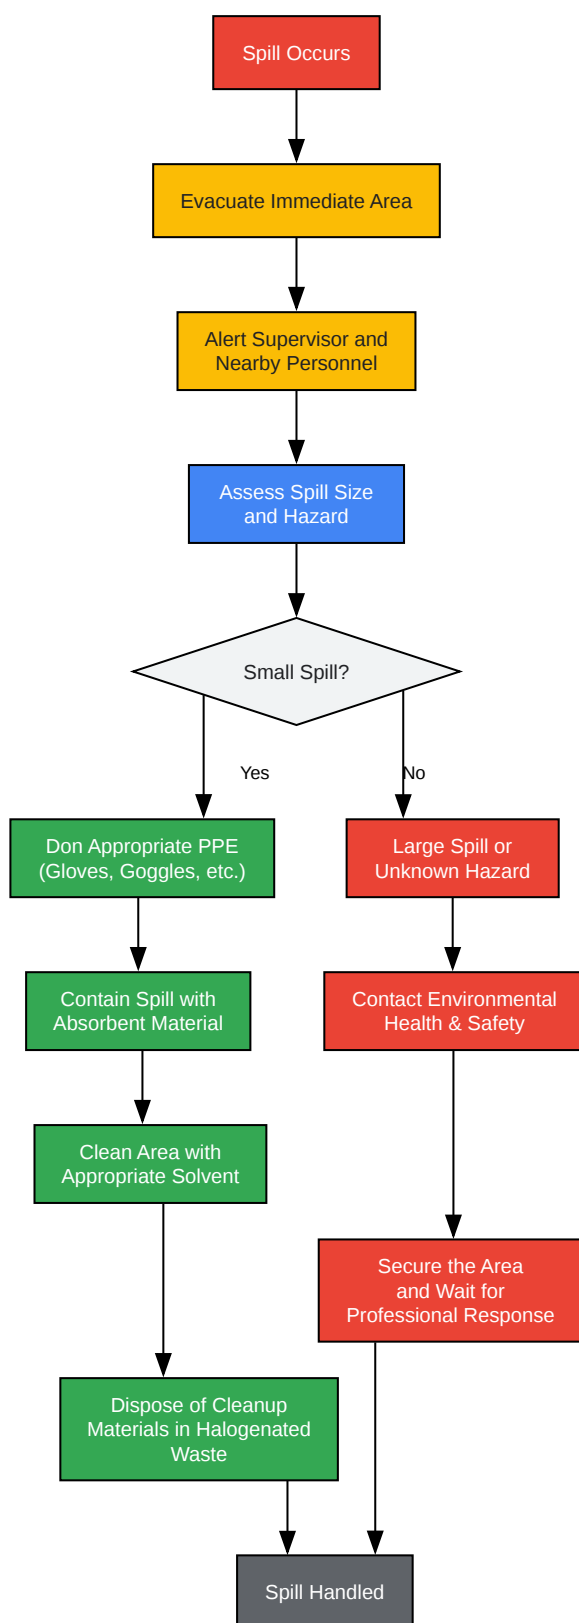 Spill Occurs
Evacuate Immediate Area
Alert Supervisor and
Nearby Personnel
Assess Spill Size
and Hazard
Small Spill?
Yes
No
Don Appropriate PPE
(Gloves, Goggles, etc.)
Large Spill or
Unknown Hazard
Contain Spill with
Absorbent Material
Contact Environmental
Health & Safety
Clean Area with
Appropriate Solvent
Secure the Area
and Wait for
Professional Response
Dispose of Cleanup
Materials in Halogenated
Waste
Spill Handled